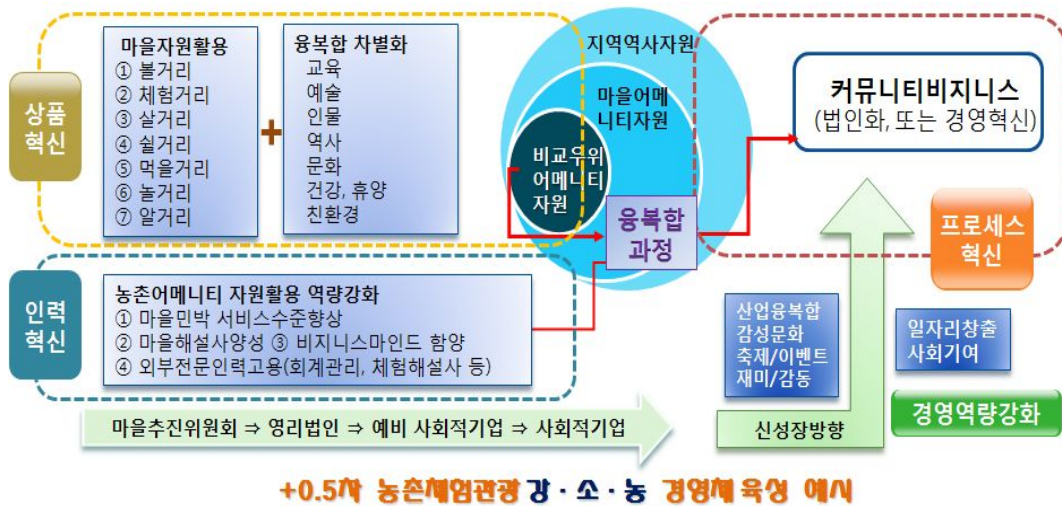 상품
혁신
마을자원활용
① 볼거리
② 체험거리
③ 살거리
④ 쉴거리
⑤ 먹을거리
⑥ 놀거리
⑦ 알거리
+
융복합 차별화
교육
예술
인물
역사
문화
건강, 휴양
친환경
지역역사자원
마을어메
니티자원
비교우위
어메니티
자원
융복합
과정
커뮤니티비지니스
(법인화, 또는 경영혁신)
프로세스
혁신
인력
혁신
농촌어메니티 자원활용 역량강화
① 마을민박 서비스수준향상
② 마을해설사양성 ③ 비지니스마인드 함양
④ 외부전문인력고용(회계관리, 체험해설사 등)
산업융복합
감성문화
축제/이벤트
재미/감동
일자리창출
사회기여
경영역량강화
신성장방향
마을추진위원회 ⇒ 영리법인 ⇒ 예비 사회적기업 ⇒ 사회적기업
+0.5차 농촌체험관광 강·소·농 경영체 육성 예시